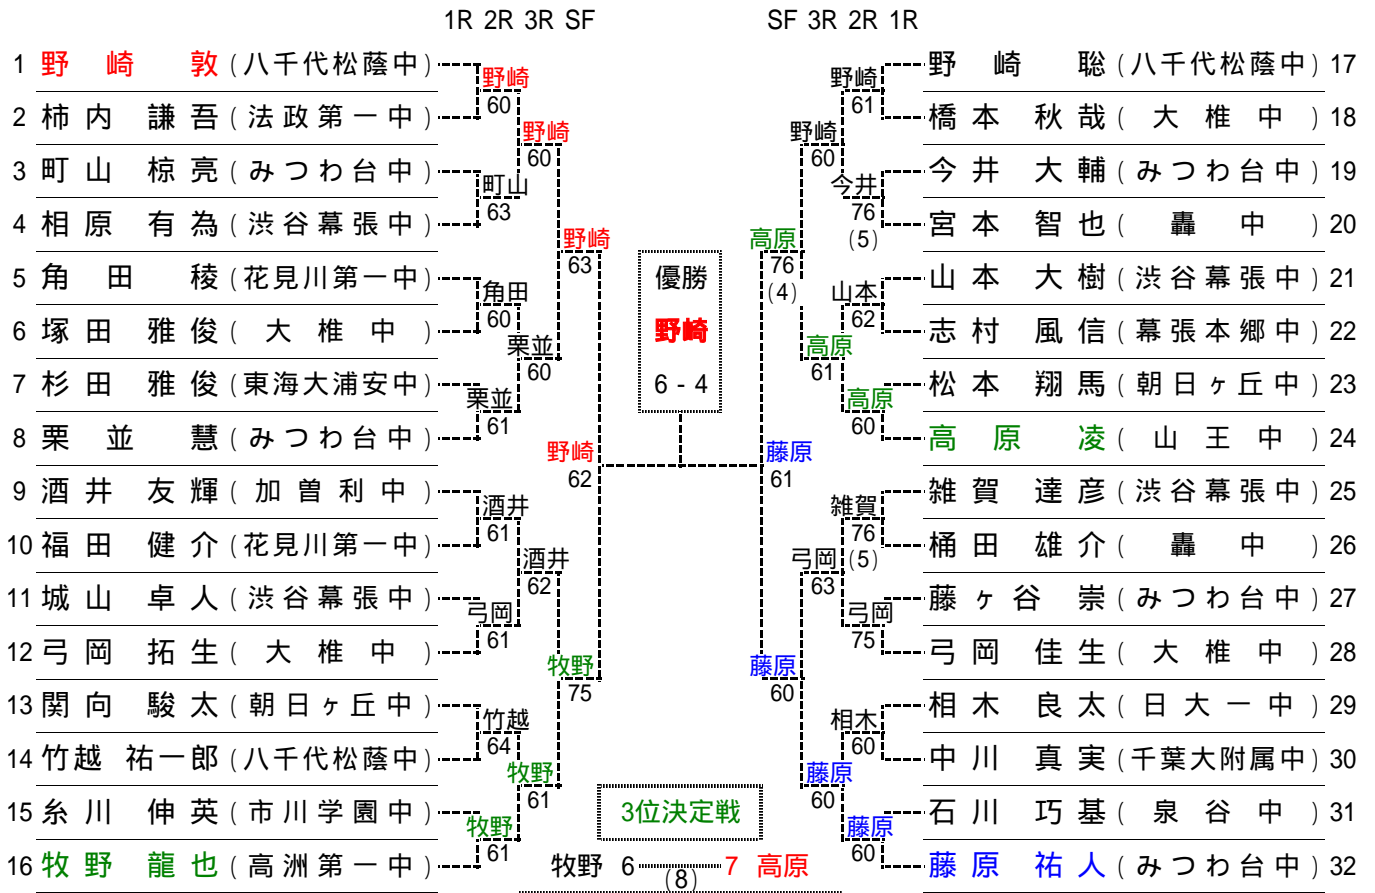 1R 2R 3R SF SF 3R 2R 1R
1 野 崎 敦 (八千代松蔭中) 野崎 野崎 野 崎 聡 (八千代松蔭中) 17
60 61
2 柿 内 謙 吾 (法政第一中) 野崎 野崎 橋 本 秋 哉 ( 大 椎 中 ) 18
60 60
3 町 山 椋 亮 (みつわ台中) 町山 今井 今 井 大 輔 (みつわ台中) 19
63 76
4 相 原 有 為 (渋谷幕張中) (5) 宮 本 智 也 ( 轟 中 ) 20
野崎 高原
63 優勝 76
5 角 田 稜 (花見川第一中) 角田 (4) 山本 山 本 大 樹 (渋谷幕張中) 21
60 62
6 塚 田 雅 俊 ( 大 椎 中 ) 野崎 志 村 風 信 (幕張本郷中) 22
栗並 高原
60 61
7 杉 田 雅 俊 (東海大浦安中) 栗並 6 - 4 高原 松 本 翔 馬 (朝日ヶ丘中) 23
61 60
8 栗 並 慧 (みつわ台中) 高 原 凌 ( 山 王 中 ) 24
野崎 藤原
62 61
9 酒 井 友 輝 (加曽利中) 酒井 雑賀 雑 賀 達 彦 (渋谷幕張中) 25
61 76
10 福 田 健 介 (花見川第一中) (5) 桶 田 雄 介 ( 轟 中 ) 26
酒井 弓岡
62 63
11 城 山 卓 人 (渋谷幕張中) 弓岡 弓岡 藤 ヶ 谷 崇 (みつわ台中) 27
61 75
12 弓 岡 拓 生 ( 大 椎 中 ) 弓 岡 佳 生 ( 大 椎 中 ) 28
牧野 藤原
75 60
13 関 向 駿 太 (朝日ヶ丘中) 竹越 相木 相 木 良 太 (日大一中) 29
64 60
14 竹越 祐一郎 (八千代松蔭中) 中 川 真 実 (千葉大附属中) 30
牧野 藤原
61 60
15 糸 川 伸 英 (市川学園中) 牧野 3位決定戦 藤原 石 川 巧 基 ( 泉 谷 中 ) 31
61 60
16 牧 野 龍 也 (高洲第一中) 牧野 6 7 高原 藤 原 祐 人 (みつわ台中) 32
(8)